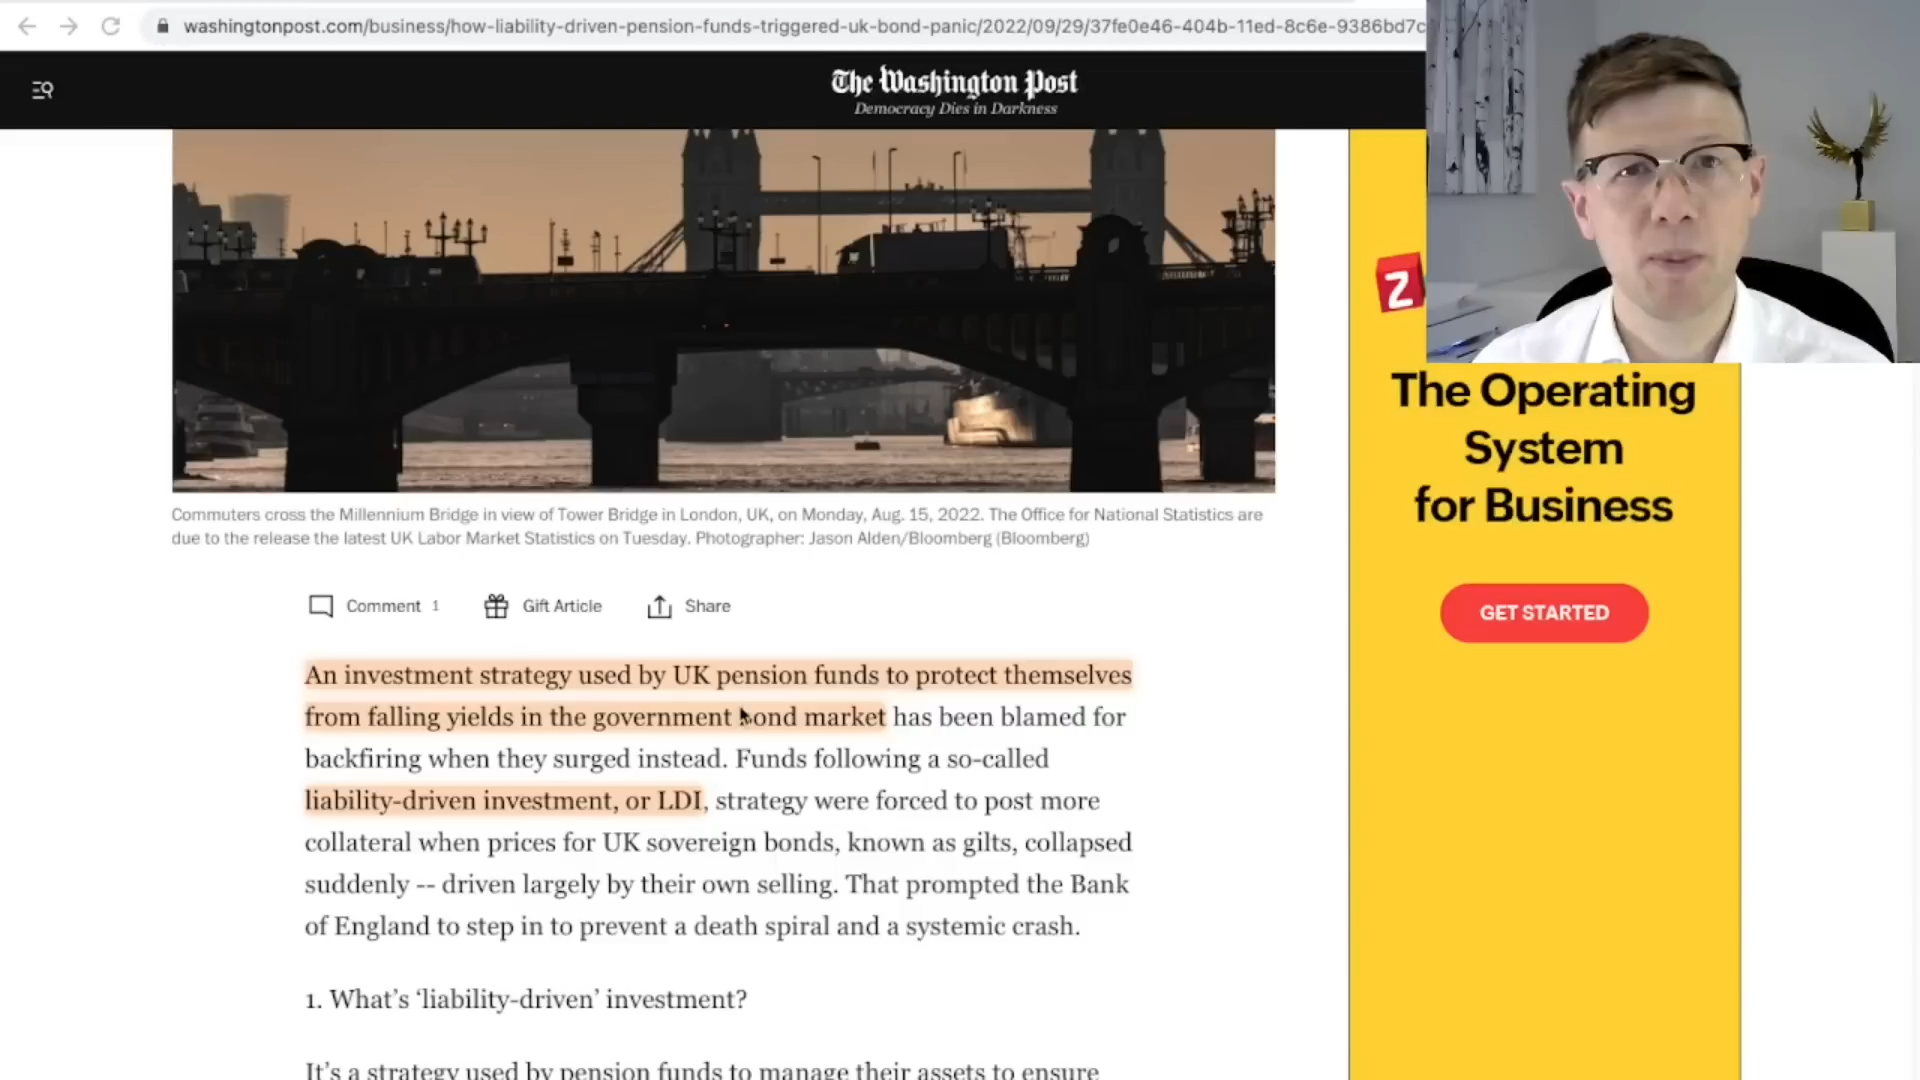 washingtonpost.com/business/how-liability-driven-pension-funds-triggered-uk-bond-panic/2022/09/29/37fe0e46-404b-11ed-8c6e-9386bd7c
The Washington Post
Democracy Dies in Darkness
Commuters cross the Millennium Bridge in view of Tower Bridge in London, UK, on Monday, Aug. 15, 2022. The Office for National Statistics are
due to the release the latest UK Labor Market Statistics on Tuesday. Photographer: Jason Alden/Bloomberg (Bloomberg)
Comment 1 Gift Article Share
An investment strategy used by UK pension funds to protect themselves
from falling yields in the government bond market has been blamed for
backfiring when they surged instead. Funds following a so-called
liability-driven investment, or LDI, strategy were forced to post more
collateral when prices for UK sovereign bonds, known as gilts, collapsed
suddenly -- driven largely by their own selling. That prompted the Bank
of England to step in to prevent a death spiral and a systemic crash.
1. What's ‘liability-driven’ investment?
It's a strategy used by pension funds to manage their assets to ensure
Z
The Operating
System
for Business
GET STARTED